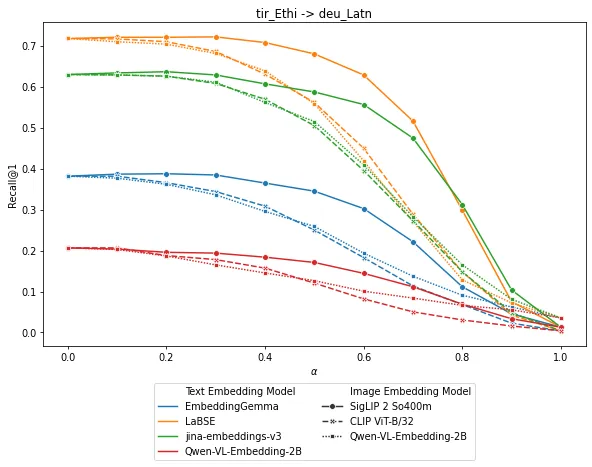 tir_Ethi -> deu_Latn
Recall@1
0.7
0.6
0.5
0.4
0.3
0.2
0.1
0.0
0.0 0.2 0.4 0.6 0.8 1.0
α
Text Embedding Model Image Embedding Model
EmbeddingGemma SigLIP 2 So400m
LaBSE CLIP ViT-B/32
jina-embeddings-v3 Qwen-VL-Embedding-2B
Qwen-VL-Embedding-2B